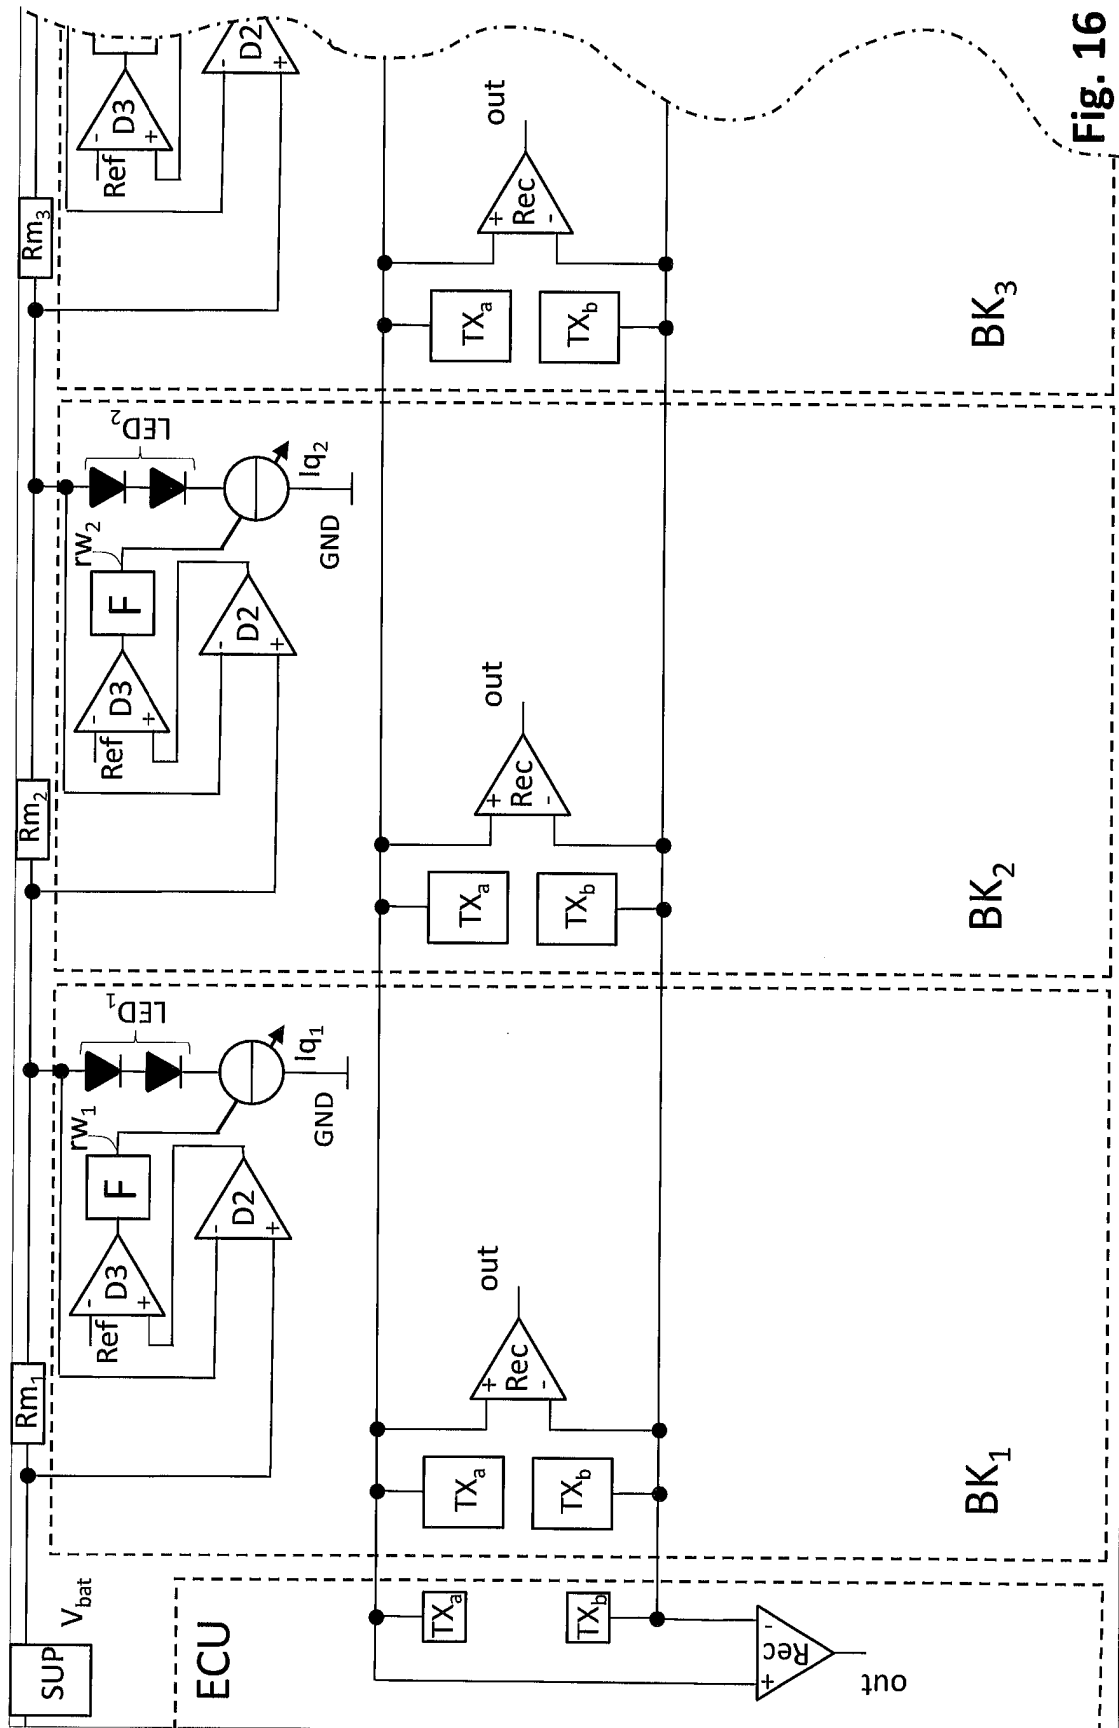 SUP
V_bat
ECU
TX_a
TX_b
+
-
Rec
out
Rm_1
Ref
-
+
D3
F
rw_1
-
+
D2
LED_1
Iq_1
GND
TX_a
TX_b
+
-
Rec
out
BK_1
Rm_2
Ref
-
+
D3
F
rw_2
-
+
D2
LED_2
Iq_2
GND
TX_a
TX_b
+
-
Rec
out
BK_2
Rm_3
Ref
-
+
D3
-
+
D2
TX_a
TX_b
+
-
Rec
out
BK_3
Fig. 16